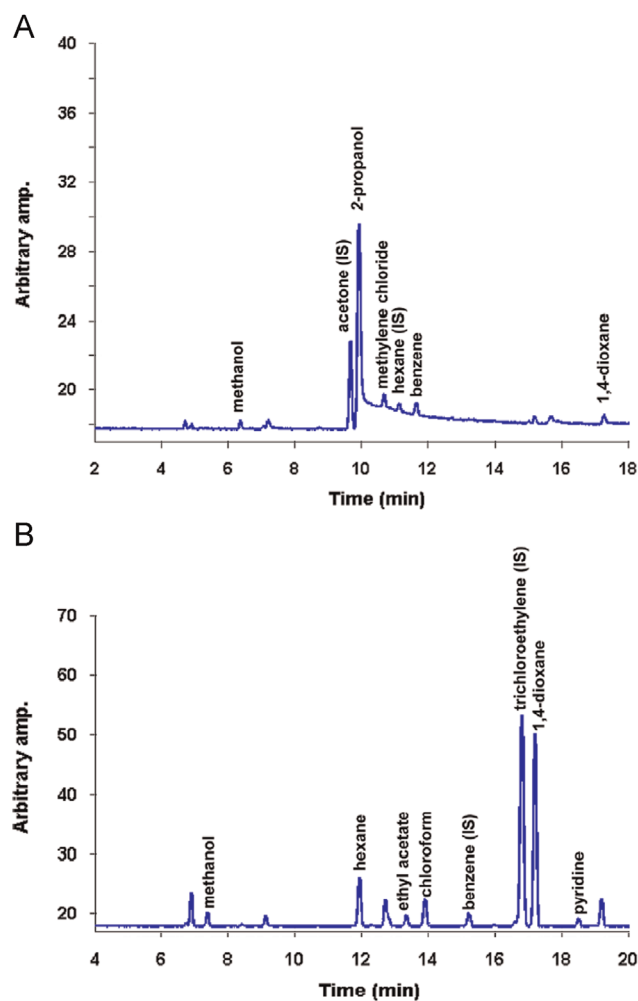 A
40
36
32
28
24
20
Arbitrary amp.
methanol
acetone (IS)
2-propanol
methylene chloride
hexane (IS)
benzene
1,4-dioxane
2 4 6 8 10 12 14 16 18
Time (min)
B
70
60
50
40
30
20
Arbitrary amp.
methanol
hexane
ethyl acetate
chloroform
benzene (IS)
trichloroethylene (IS)
1,4-dioxane
pyridine
4 6 8 10 12 14 16 18 20
Time (min)